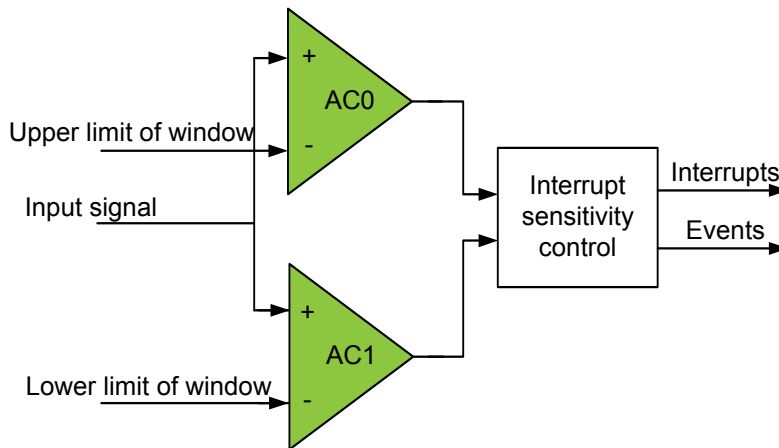 +
AC0
Upper limit of window
-
Input signal
Interrupt
sensitivity
control
Interrupts
Events
+
AC1
Lower limit of window
-